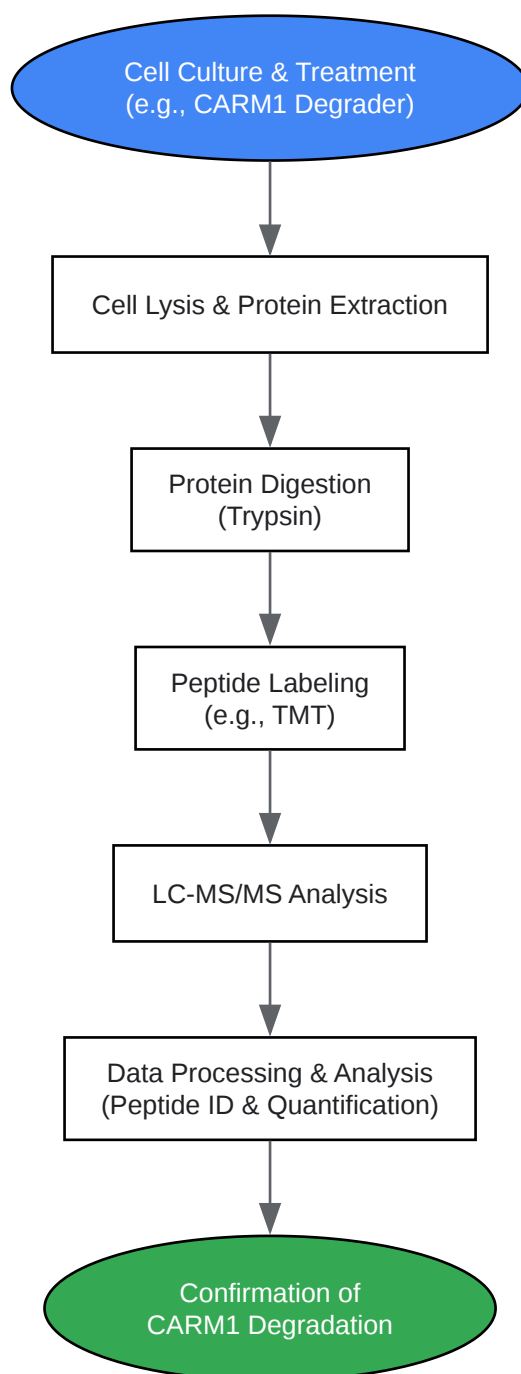 Cell Culture & Treatment
(e.g., CARM1 Degrader)
Cell Lysis & Protein Extraction
Protein Digestion
(Trypsin)
Peptide Labeling
(e.g., TMT)
LC-MS/MS Analysis
Data Processing & Analysis
(Peptide ID & Quantification)
Confirmation of
CARM1 Degradation